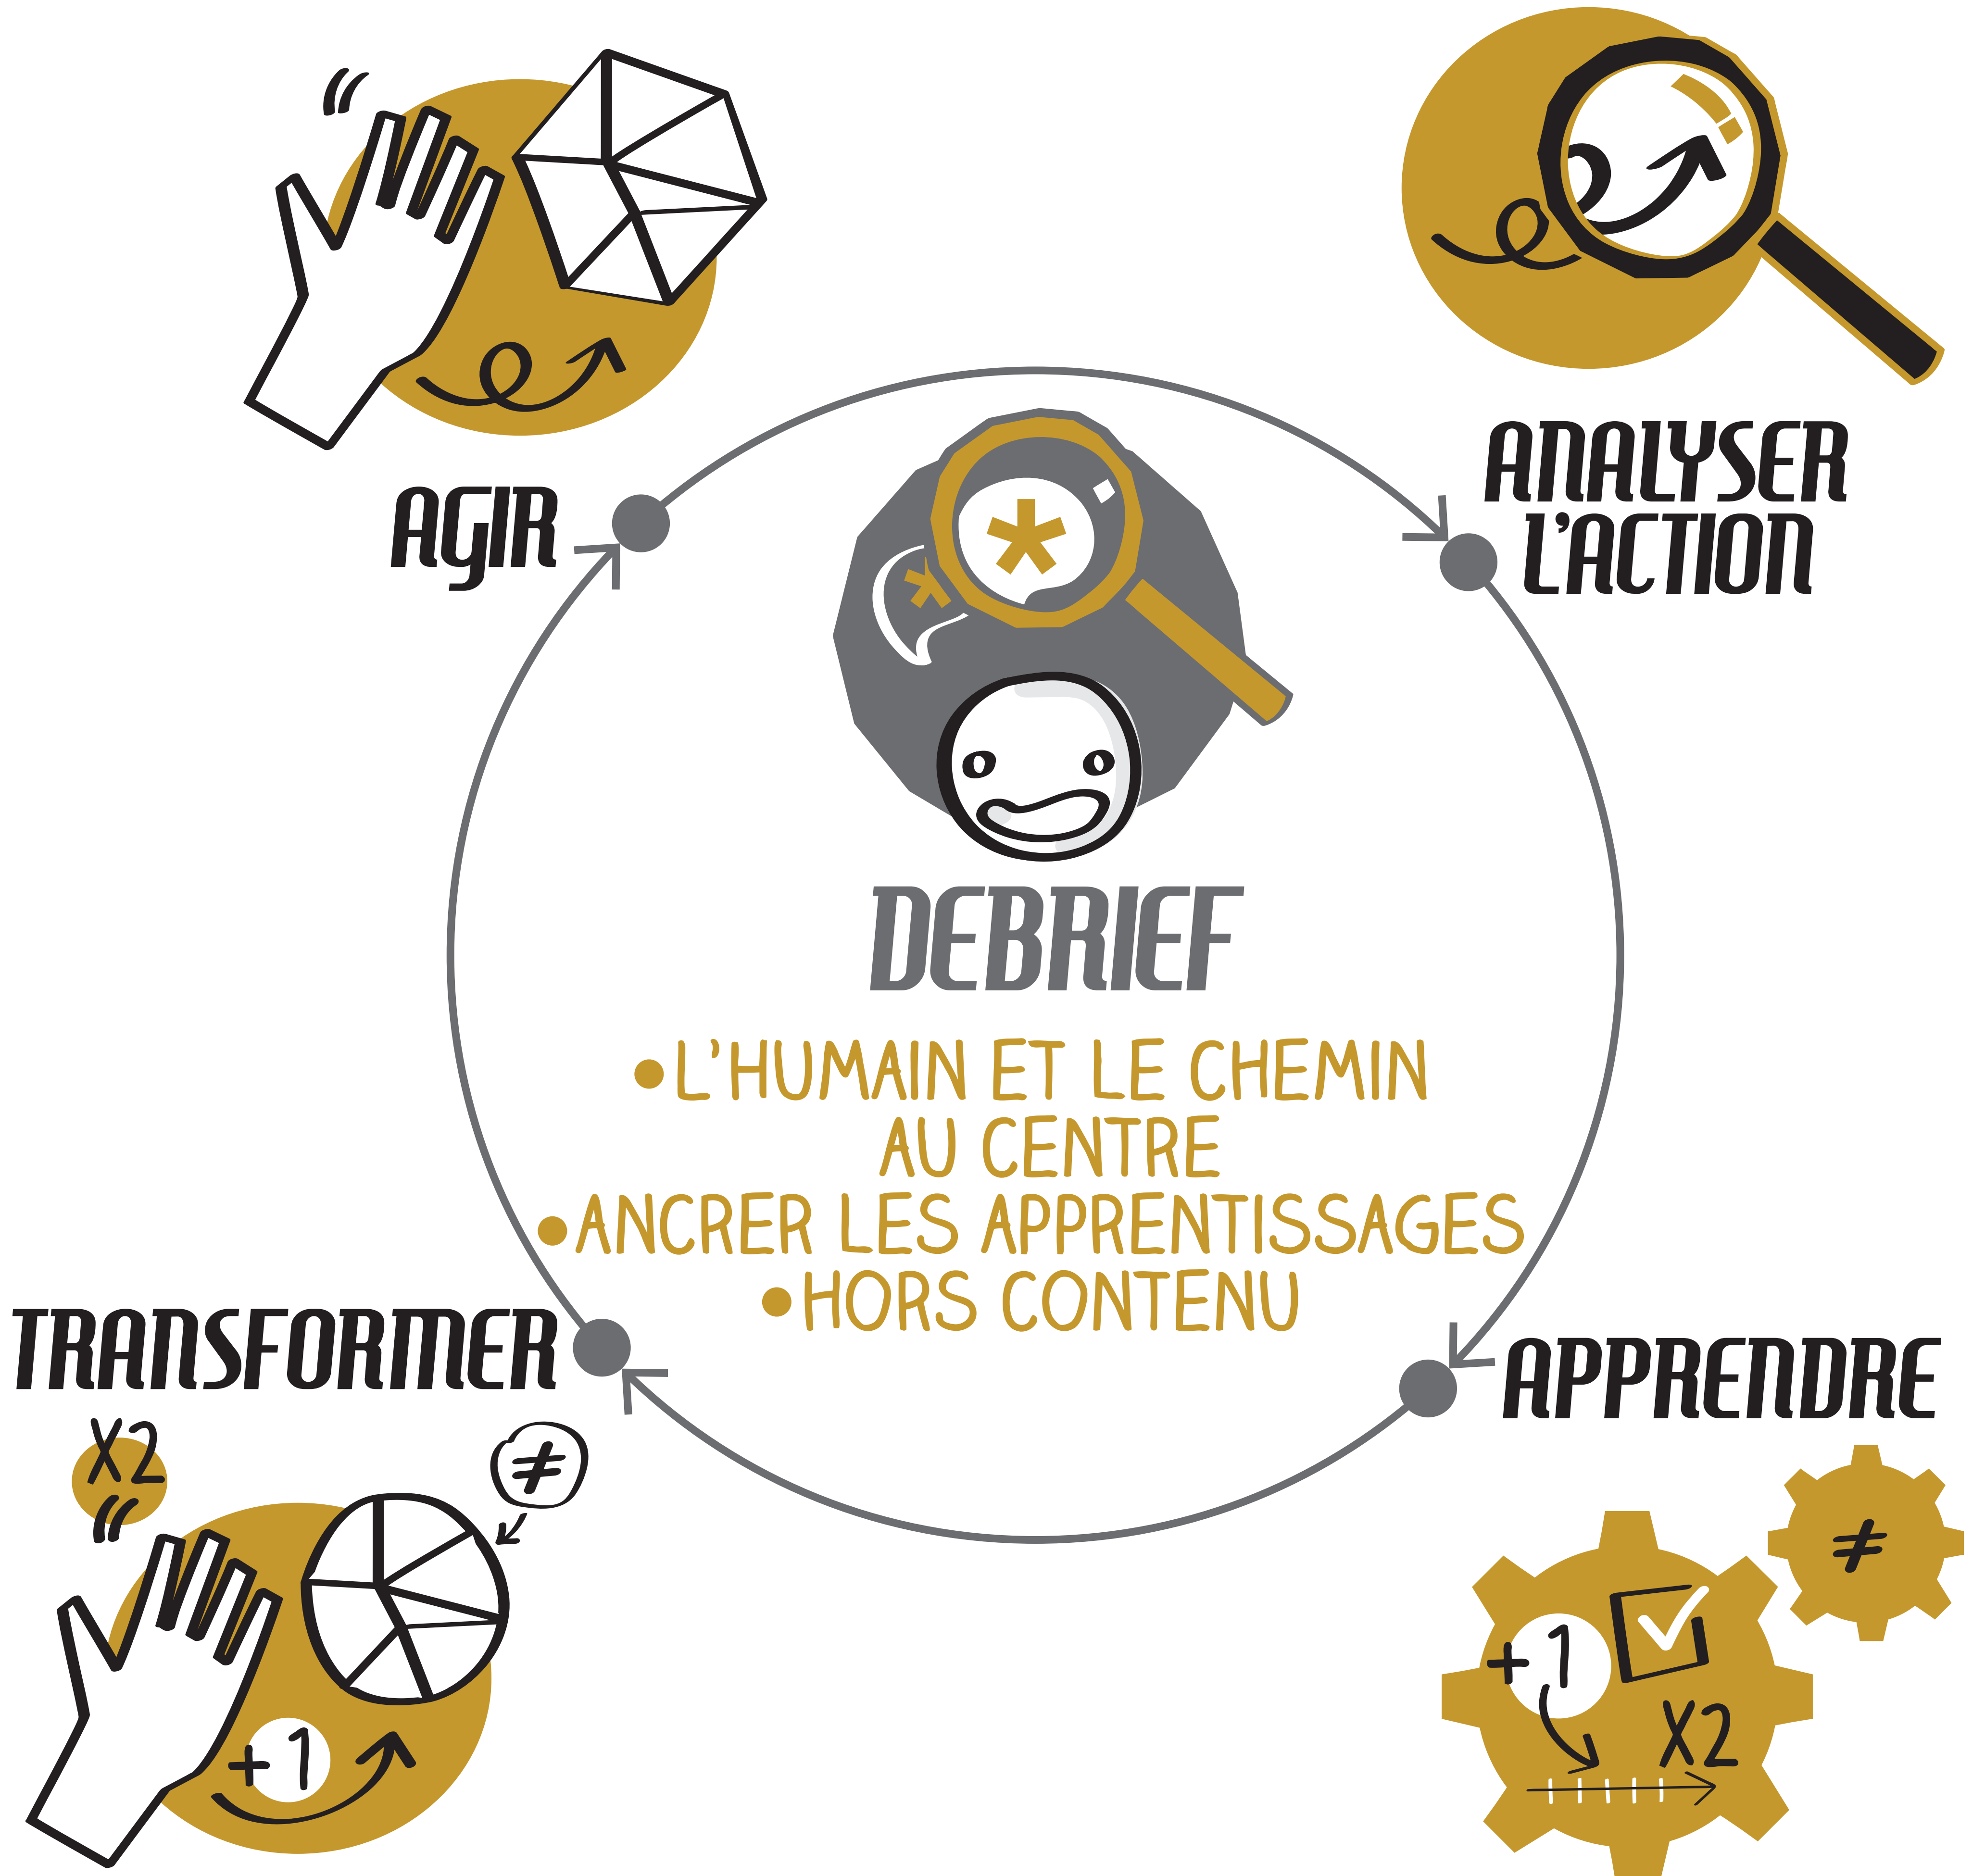 AGIR
ANALYSER
L'ACTION
DEBRIEF
•L'HUMAIN ET LE CHEMIN
AU CENTRE
•ANCRER LES APPRENTISSAGES
•HORS CONTENU
TRANSFORMER
APPRENDRE
X2
≠
+1
≠
+1
X2